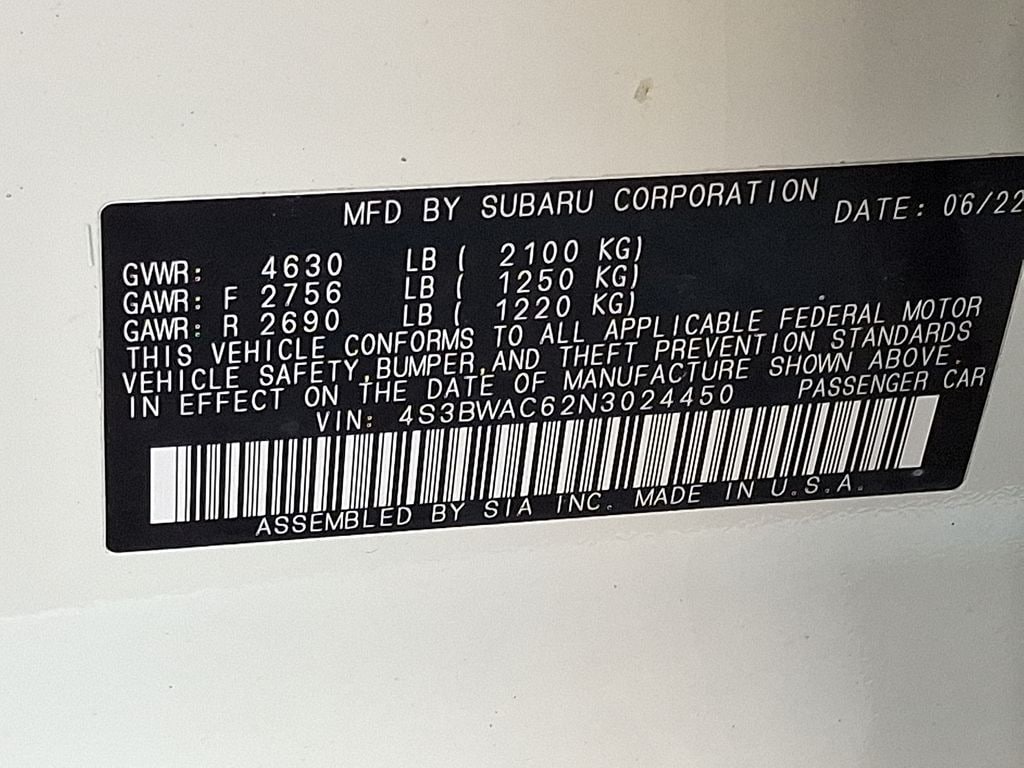 MFD BY SUBARU CORPORATION DATE: 06/22
GVWR: 4630 LB ( 2100 KG)
GAWR: F 2756 LB ( 1250 KG)
GAWR: R 2690 LB ( 1220 KG)
THIS VEHICLE CONFORMS TO ALL APPLICABLE FEDERAL MOTOR
VEHICLE SAFETY,BUMPER,AND THEFT PREVENTION STANDARDS
IN EFFECT ON THE DATE OF MANUFACTURE SHOWN ABOVE.
VIN: 4S3BWAC62N3024450 PASSENGER CAR
ASSEMBLED BY SIA INC. MADE IN U.S.A.